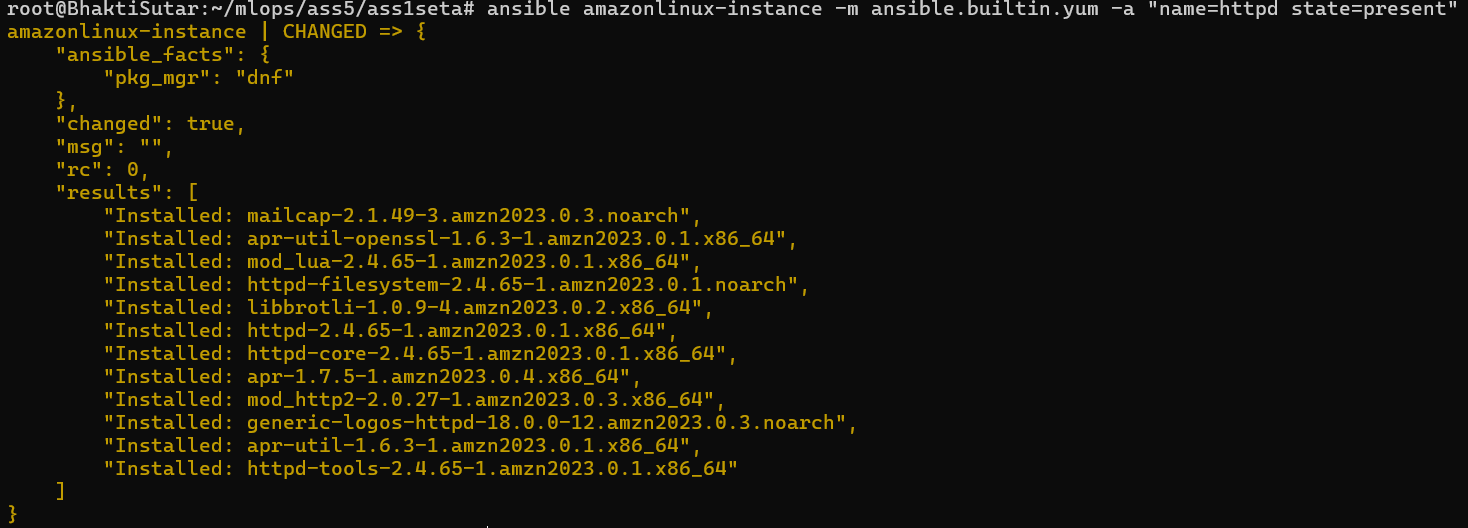 root@BhaktiSutar:~/mlops/ass5/ass1seta# ansible amazonlinux-instance -m ansible.builtin.yum -a "name=httpd state=present"
amazonlinux-instance | CHANGED => {
    "ansible_facts": {
        "pkg_mgr": "dnf"
    },
    "changed": true,
    "msg": "",
    "rc": 0,
    "results": [
        "Installed: mailcap-2.1.49-3.amzn2023.0.3.noarch",
        "Installed: apr-util-openssl-1.6.3-1.amzn2023.0.1.x86_64",
        "Installed: mod_lua-2.4.65-1.amzn2023.0.1.x86_64",
        "Installed: httpd-filesystem-2.4.65-1.amzn2023.0.1.noarch",
        "Installed: libbrotli-1.0.9-4.amzn2023.0.2.x86_64",
        "Installed: httpd-2.4.65-1.amzn2023.0.1.x86_64",
        "Installed: httpd-core-2.4.65-1.amzn2023.0.1.x86_64",
        "Installed: apr-1.7.5-1.amzn2023.0.4.x86_64",
        "Installed: mod_http2-2.0.27-1.amzn2023.0.3.x86_64",
        "Installed: generic-logos-httpd-18.0.0-12.amzn2023.0.3.noarch",
        "Installed: apr-util-1.6.3-1.amzn2023.0.1.x86_64",
        "Installed: httpd-tools-2.4.65-1.amzn2023.0.1.x86_64"
    ]
}